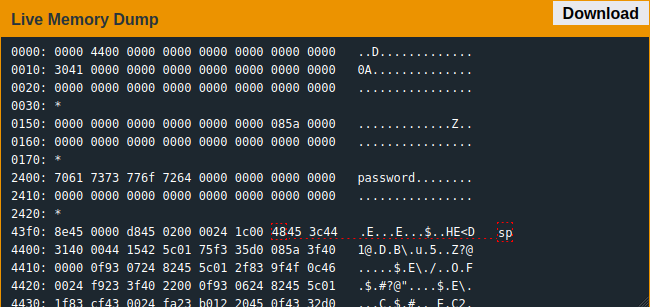 Live Memory Dump
Download
0000: 0000 4400 0000 0000 0000 0000 0000 0000 ..D.............
0010: 3041 0000 0000 0000 0000 0000 0000 0000 0A..............
0020: 0000 0000 0000 0000 0000 0000 0000 0000 ................
0030: *
0150: 0000 0000 0000 0000 0000 0000 085a 0000 .............Z..
0160: 0000 0000 0000 0000 0000 0000 0000 0000 ................
0170: *
2400: 7061 7373 776f 7264 0000 0000 0000 0000 password........
2410: 0000 0000 0000 0000 0000 0000 0000 0000 ................
2420: *
43f0: 8e45 0000 d845 0200 0024 1c00 4845 3c44 .E...E...$..HE<D sp
4400: 3140 0044 1542 5c01 75f3 35d0 085a 3f40 1@.D.B\.u.5..Z?@
4410: 0000 0f93 0724 8245 5c01 2f83 9f4f 0c46 .....$.E\./..O.F
4420: 0024 f923 3f40 2200 0f93 0624 8245 5c01 .$.#?@"....$.E\.
4430: 1f83 cf43 0024 fa23 b012 2045 0f43 32d0 ...C.$.#.. E.C2.